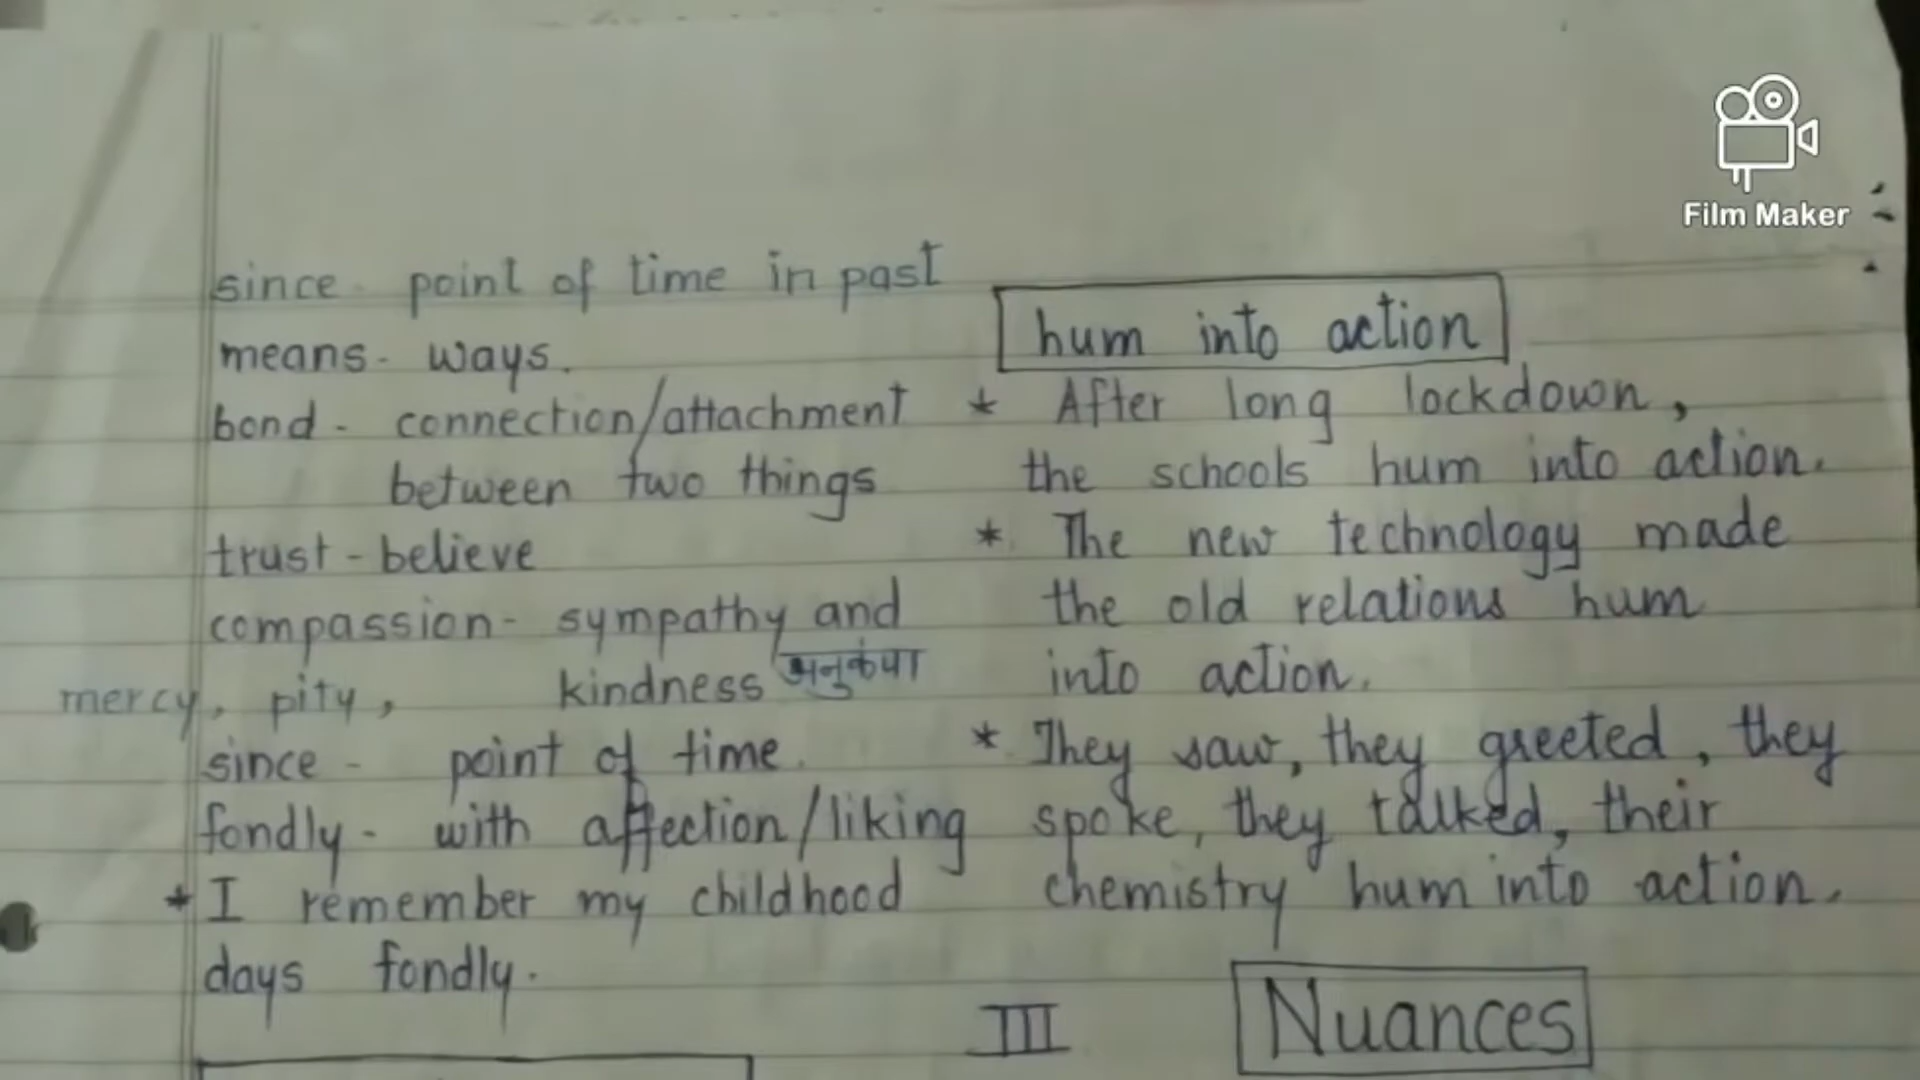 Film Maker
since - point of time in past
means - ways.
bond - connection/attachment
between two things
trust - believe
compassion - sympathy and
mercy, pity, kindness अनुकंपा
since - point of time.
fondly - with affection/liking
* I remember my childhood
days fondly.
hum into action
* After long lockdown,
the schools hum into action.
* The new technology made
the old relations hum
into action.
* They saw, they greeted, they
spoke, they talked, their
chemistry hum into action.
III Nuances